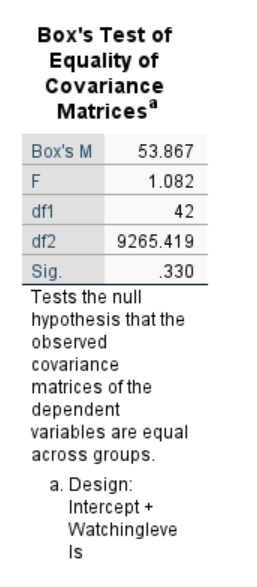 Box's Test of
Equality of
Covariance
Matricesª
Box's M 53.867
F 1.082
df1 42
df2 9265.419
Sig. .330
Tests the null
hypothesis that the
observed
covariance
matrices of the
dependent
variables are equal
across groups.
a. Design:
Intercept +
Watchingleve
ls